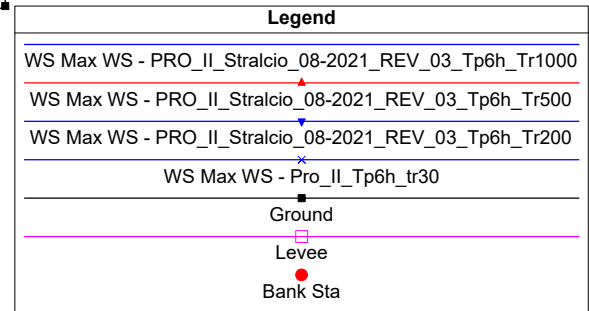 Legend
WS Max WS - PRO_II_Stralcio_08-2021_REV_03_Tp6h_Tr1000
WS Max WS - PRO_II_Stralcio_08-2021_REV_03_Tp6h_Tr500
WS Max WS - PRO_II_Stralcio_08-2021_REV_03_Tp6h_Tr200
WS Max WS - Pro_II_Tp6h_tr30
Ground
Levee
Bank Sta